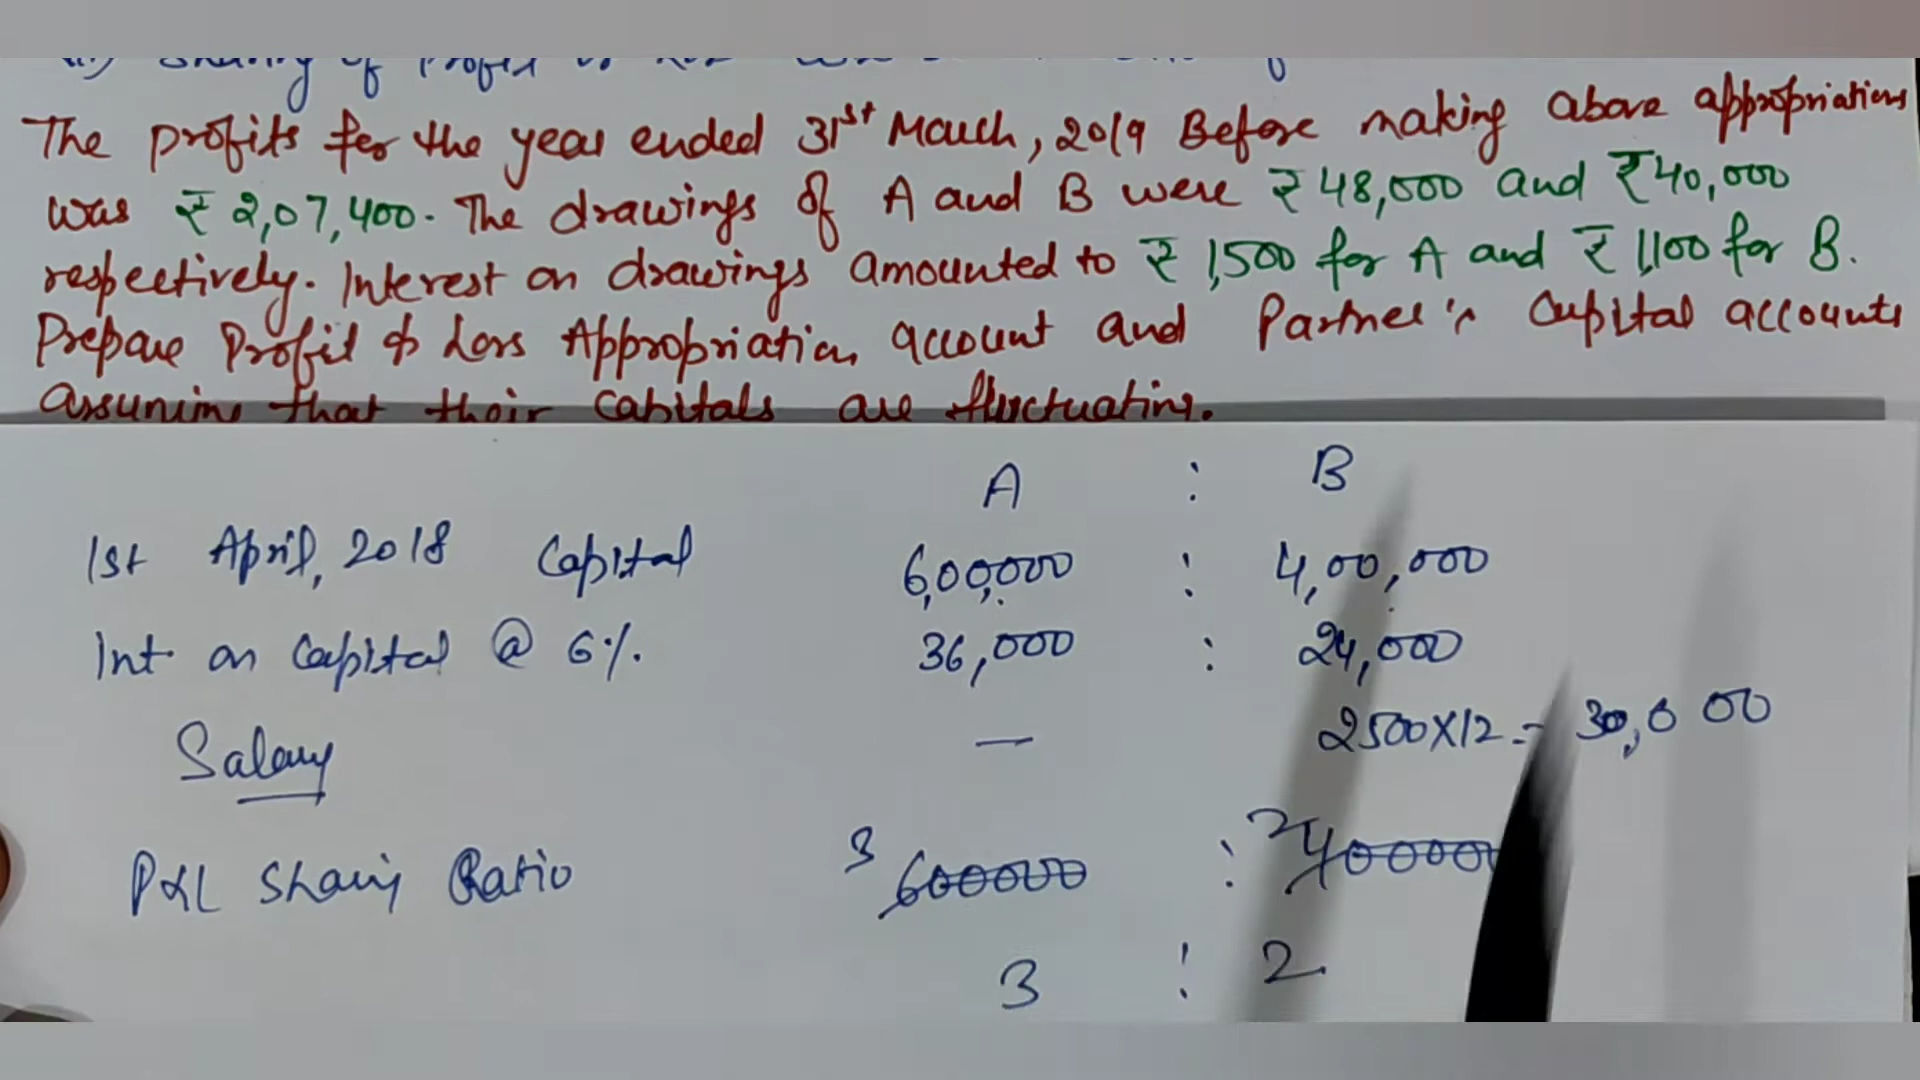 The profits for the year ended 31st March, 2019 Before making above appropriations
was ₹ 2,07,400. The drawings of A and B were ₹ 48,000 and ₹ 40,000
respectively. Interest on drawings amounted to ₹ 1,500 for A and ₹ 1,100 for B.
Prepare Profit & Loss Appropriation account and Partner's Capital accounts
assuming that their capitals are fluctuating.
A : B
1st April, 2018 Capital 6,00,000 : 4,00,000
Int on Capital @ 6%. 36,000 : 24,000
Salary — 2500X12 = 30,000
P&L Sharing Ratio 3 600000 : 2 400000
3 : 2